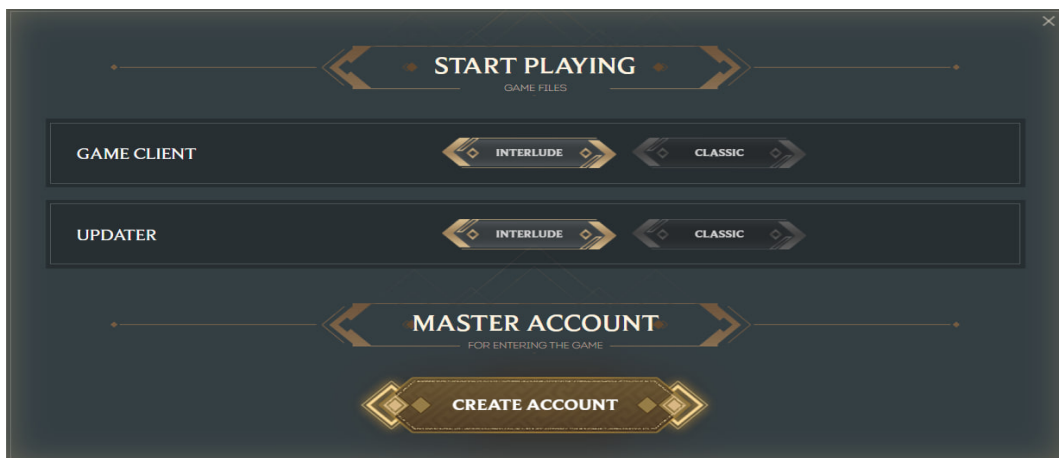 START PLAYING
GAME FILES
GAME CLIENT INTERLUDE CLASSIC
UPDATER INTERLUDE CLASSIC
MASTER ACCOUNT
FOR ENTERING THE GAME
CREATE ACCOUNT